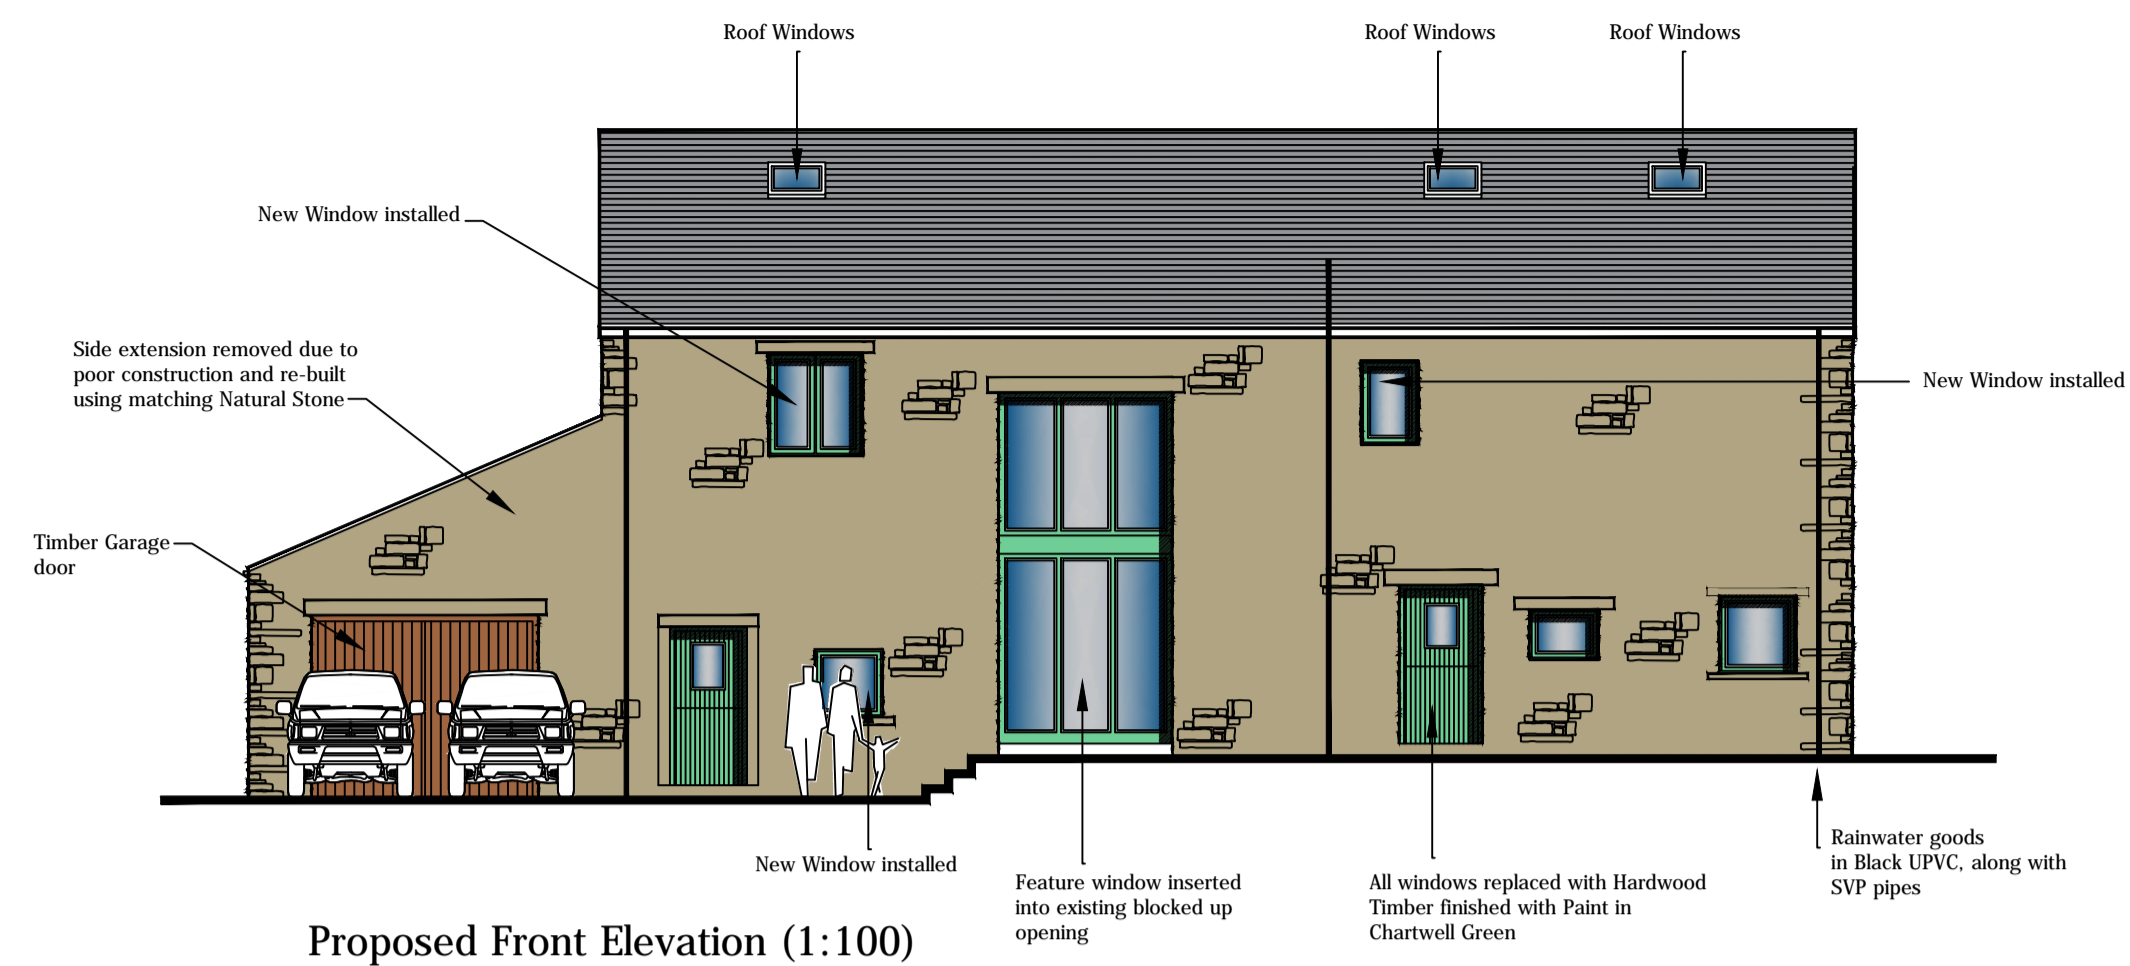 Roof Windows
Roof Windows
Roof Windows
New Window installed
Side extension removed due to
poor construction and re-built
using matching Natural Stone
New Window installed
Timber Garage
door
Rainwater goods
in Black UPVC, along with
SVP pipes
New Window installed
Feature window inserted
into existing blocked up
opening
All windows replaced with Hardwood
Timber finished with Paint in
Chartwell Green
Proposed Front Elevation (1:100)